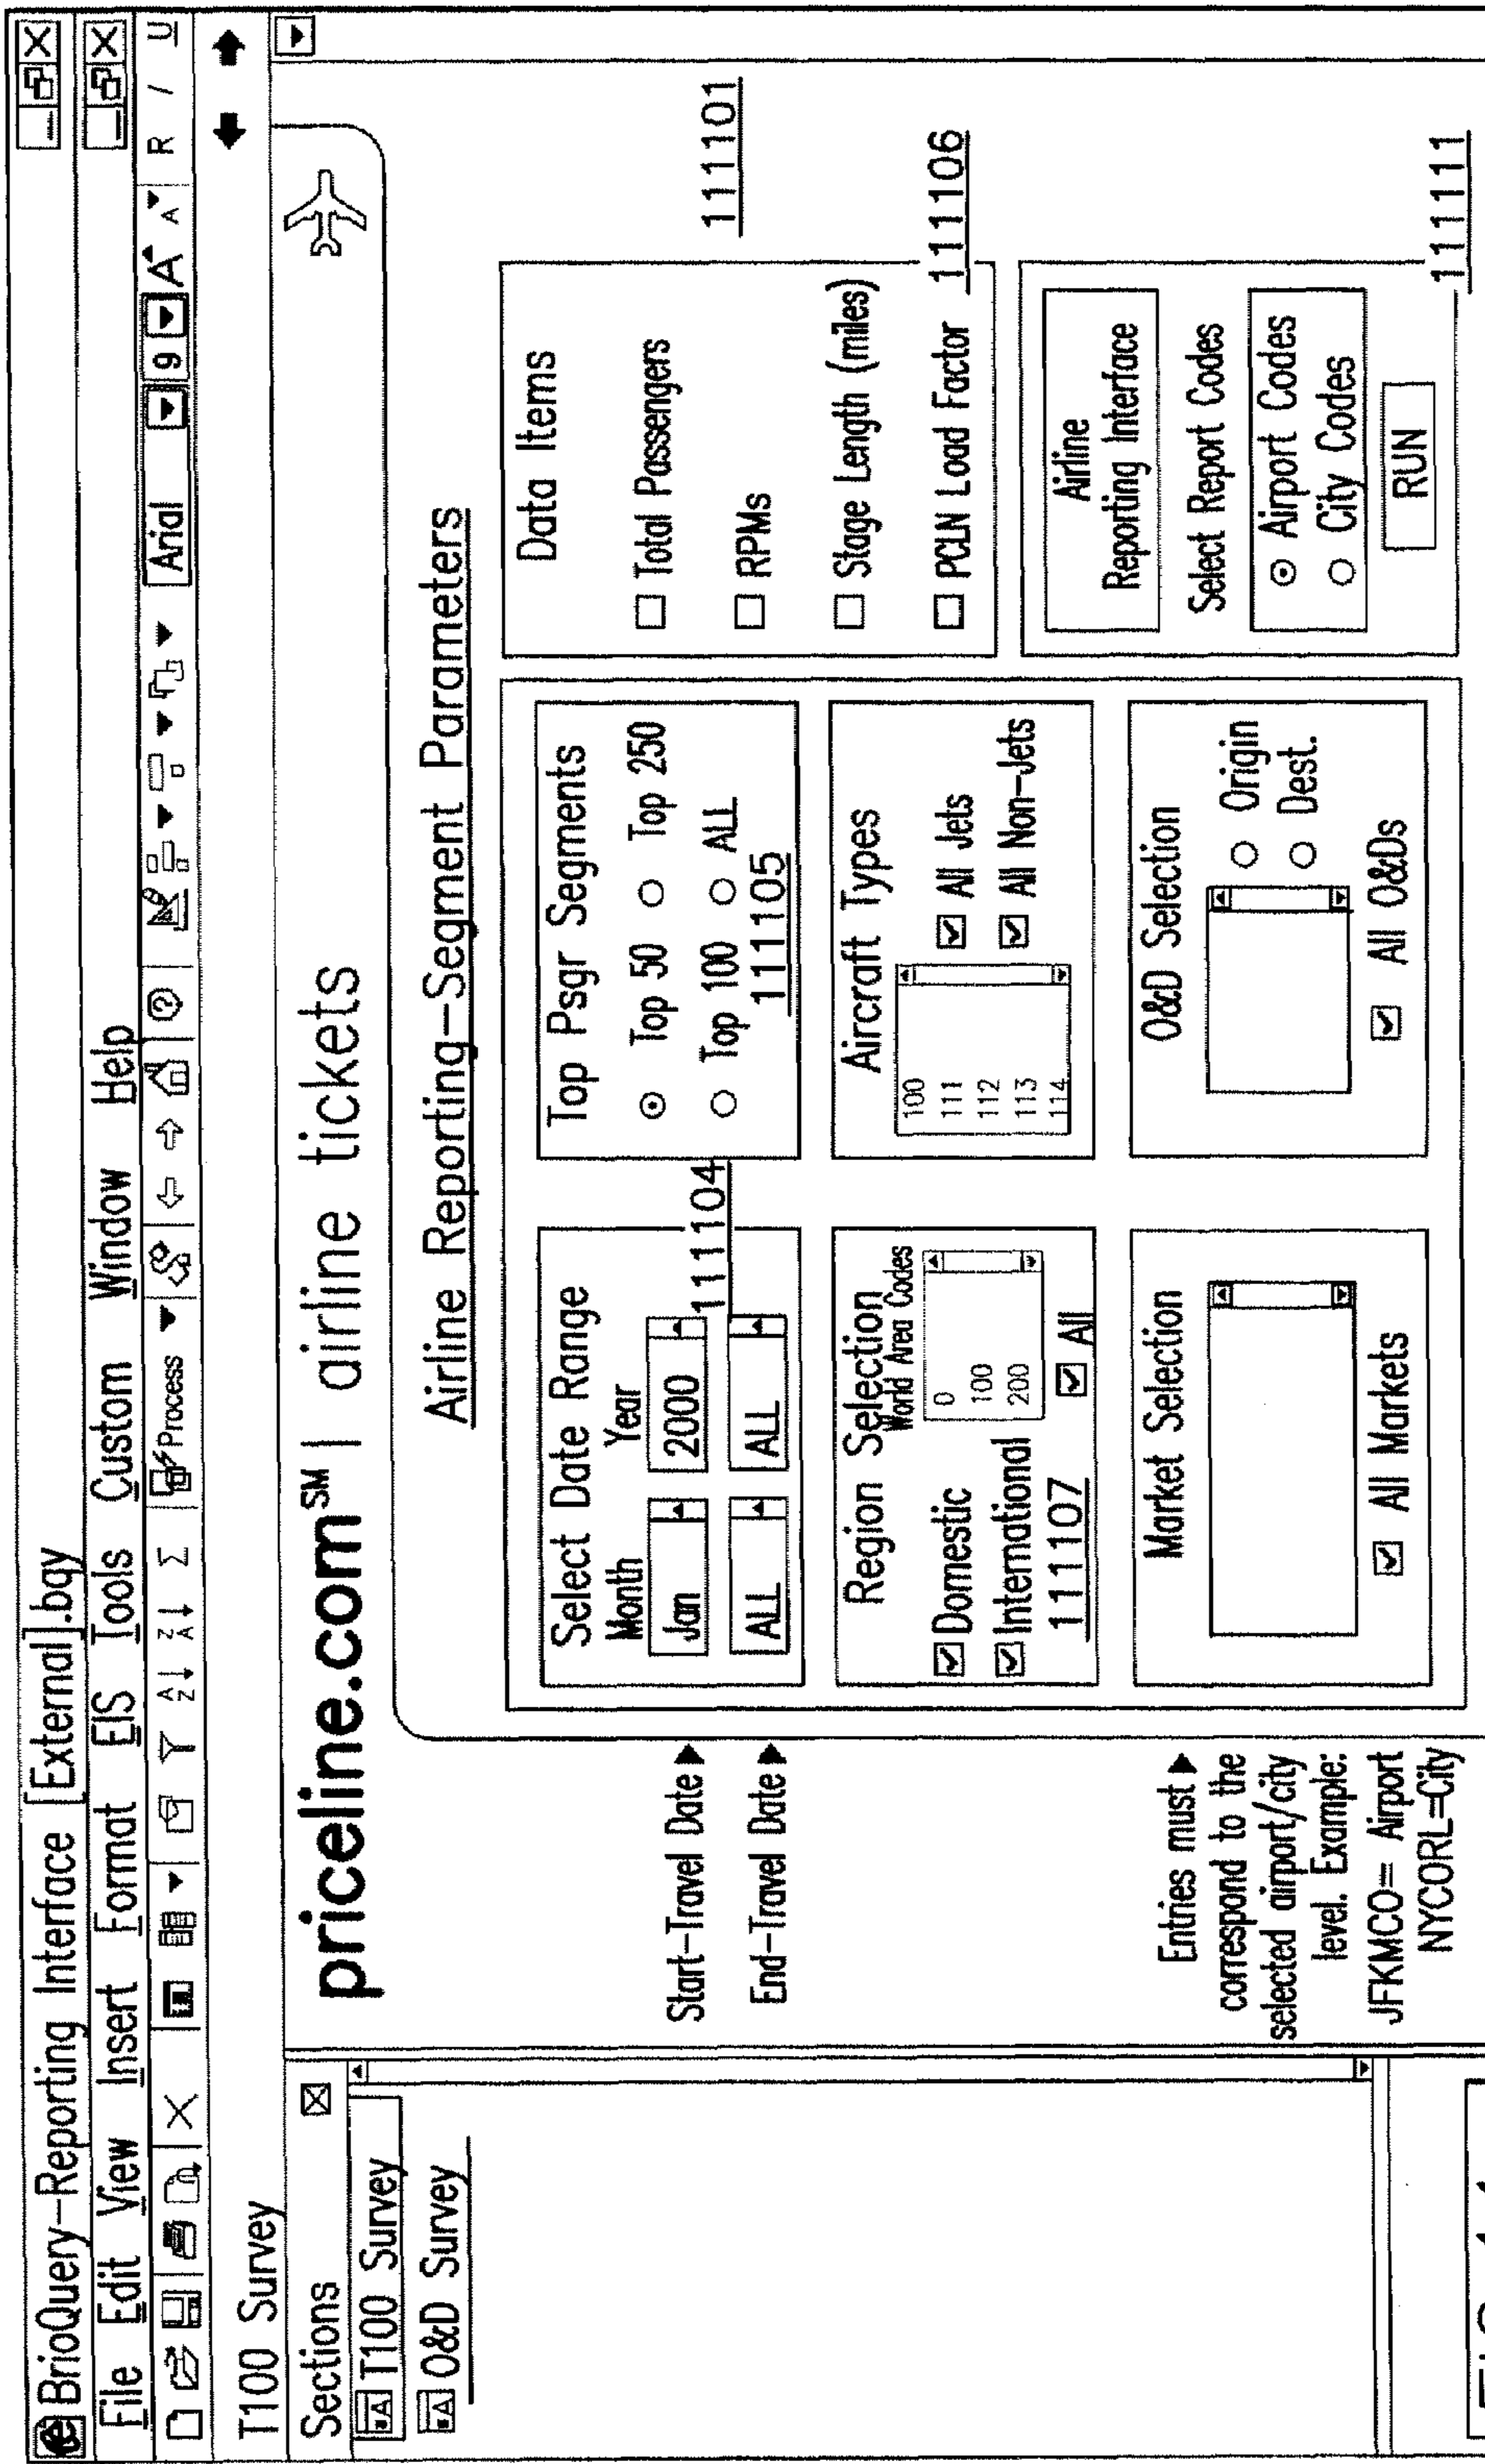 BrioQuery-Reporting Interface [External].bqy
File Edit View Insert Format EIS Tools Custom Window Help
Process Arial 9 A A R / U
T100 Survey
Sections
T100 Survey
O&D Survey
priceline.com SM | airline tickets
Airline Reporting-Segment Parameters
Start-Travel Date
End-Travel Date
Select Date Range
Month Year
Jan 2000
111104
ALL ALL
Top Psgr Segments
Top 50 Top 250
Top 100 ALL
111105
Data Items
Total Passengers
111101
RPMs
Stage Length (miles)
PCLN Load Factor 111106
Region Selection
World Area Codes
Domestic
International
0
100
200
All
111107
Aircraft Types
100
111
112
113
114
All Jets
All Non-Jets
Airline
Reporting Interface
Select Report Codes
Airport Codes
City Codes
RUN
111111
Entries must
correspond to the
selected airport/city
level. Example:
JFKMCO= Airport
NYCORL=City
Market Selection
All Markets
O&D Selection
Origin
Dest.
All O&Ds